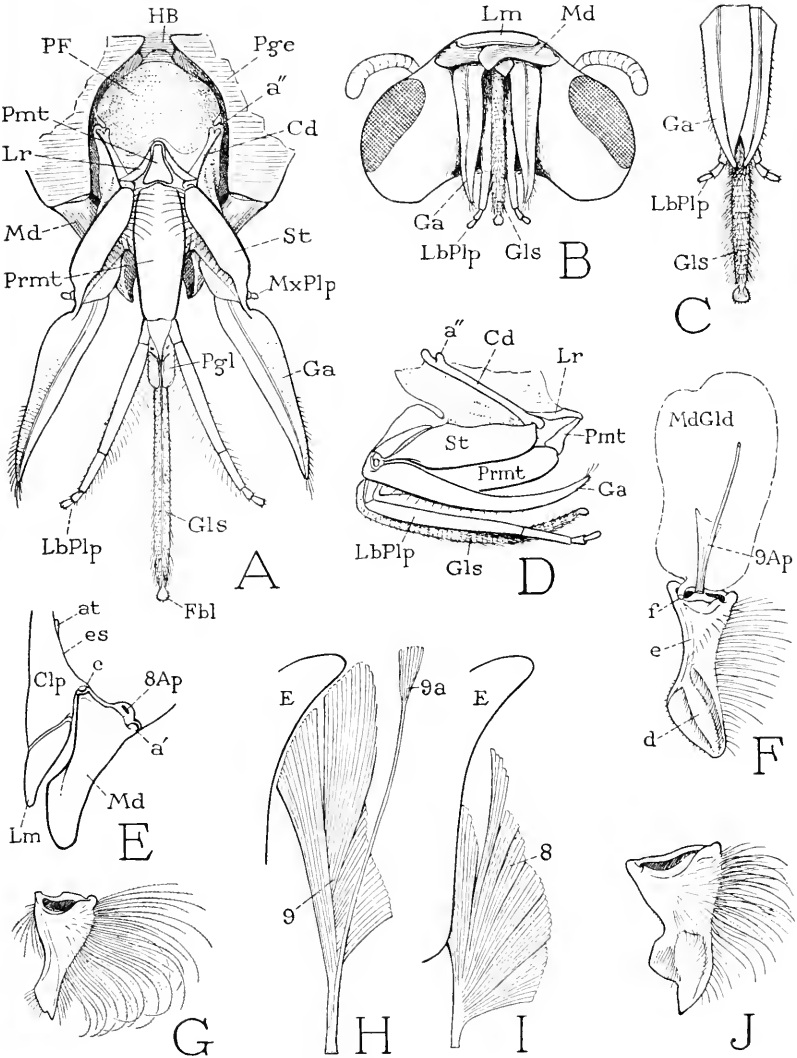 HB
PF
Pge
a"
Pmt
Cd
Lr
Md
St
Prmt
MxPlp
Pgl
Ga
LbPlp
Gls
Fbl
A
Lm
Md
Ga
LbPlp
Gls
B
Ga
LbPlp
Gls
C
a"
Cd
Lr
St
Pmt
Prmt
Ga
LbPlp
Gls
D
at
es
Clp
c
8Ap
a'
Md
Lm
E
MdGld
9Ap
f
e
d
F
G
E
9a
9
H
E
8
I
J